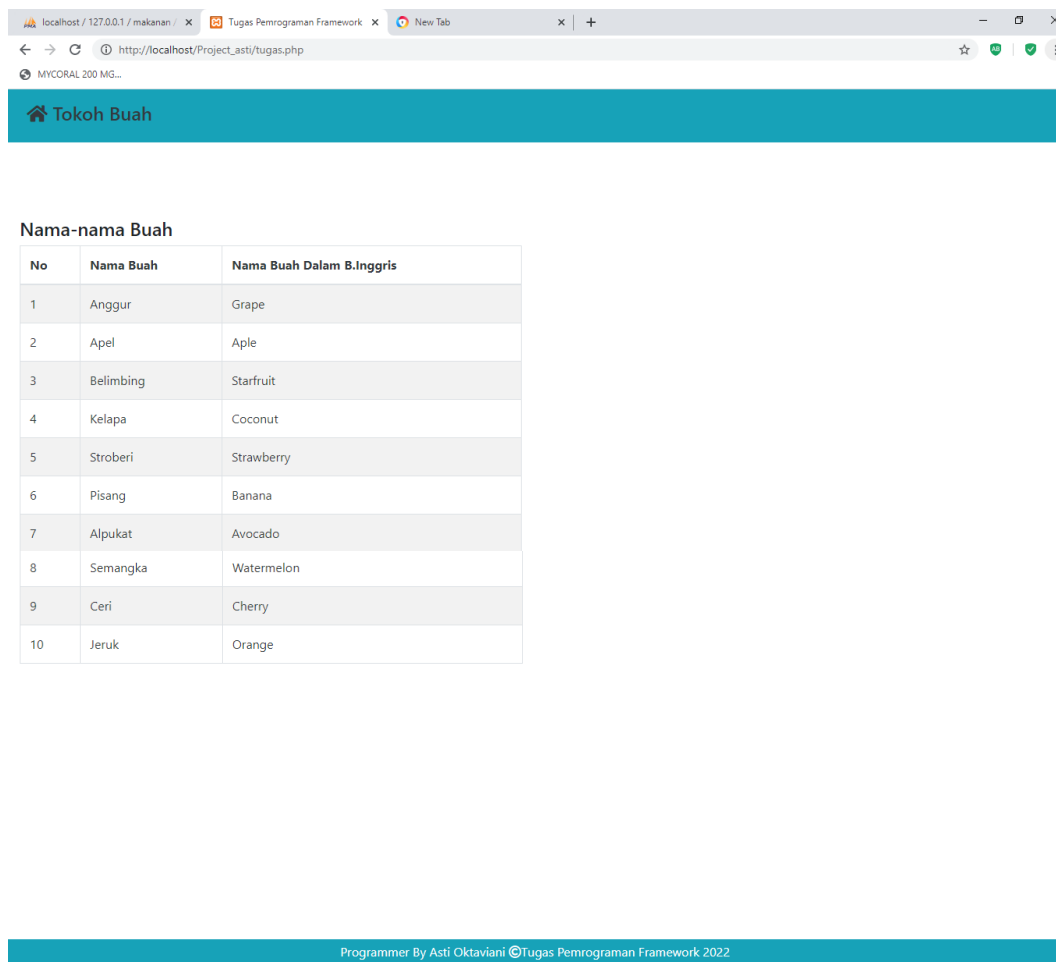 localhost / 127.0.0.1 / makanan / Tugas Pemrograman Framework New Tab
http://localhost/Project_asti/tugas.php
MYCORAL 200 MG...
Tokoh Buah
Nama-nama Buah
No Nama Buah Nama Buah Dalam B.Inggris
1 Anggur Grape
2 Apel Aple
3 Belimbing Starfruit
4 Kelapa Coconut
5 Stroberi Strawberry
6 Pisang Banana
7 Alpukat Avocado
8 Semangka Watermelon
9 Ceri Cherry
10 Jeruk Orange
Programmer By Asti Oktaviani ©Tugas Pemrograman Framework 2022